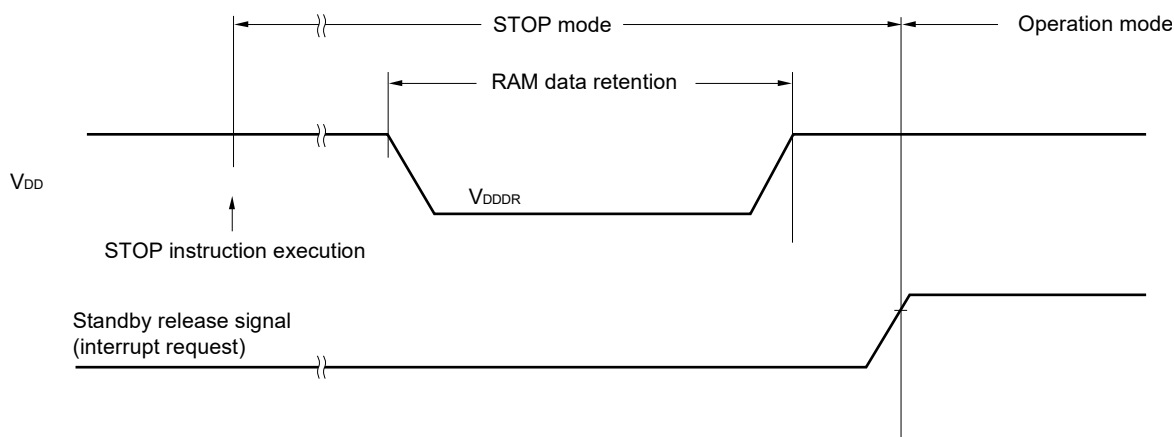 STOP mode
Operation mode
RAM data retention
VDD
VDDDR
STOP instruction execution
Standby release signal
(interrupt request)